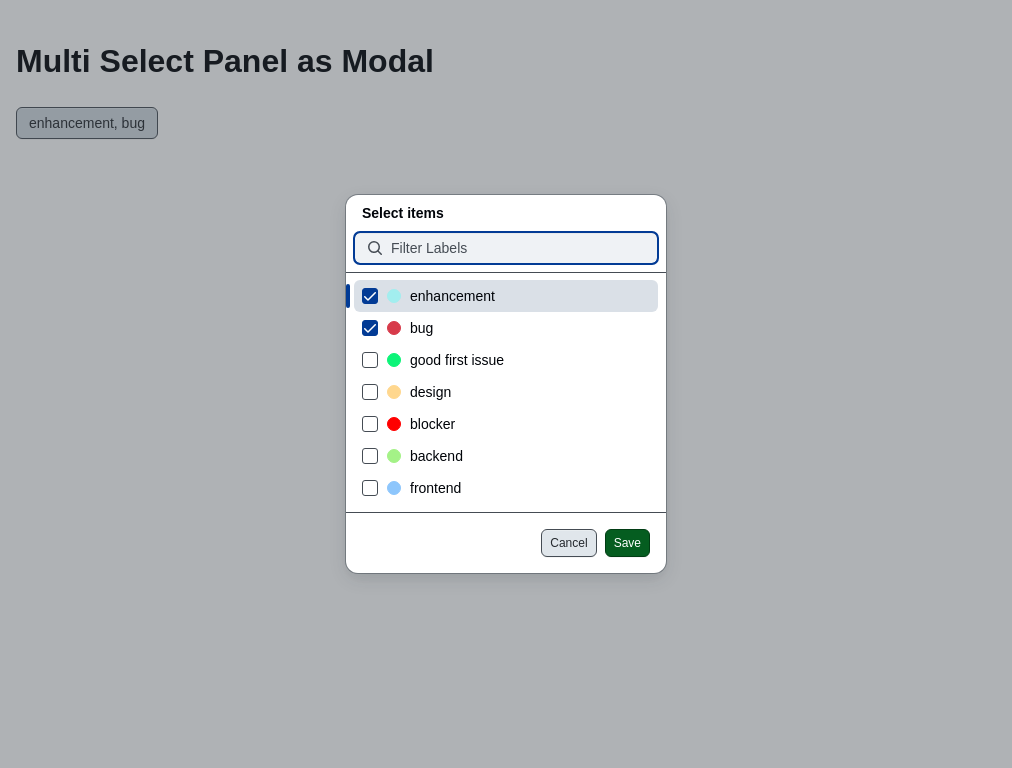 Multi Select Panel as Modal
enhancement, bug
Select items
Filter Labels
enhancement
bug
good first issue
design
blocker
backend
frontend
Cancel Save